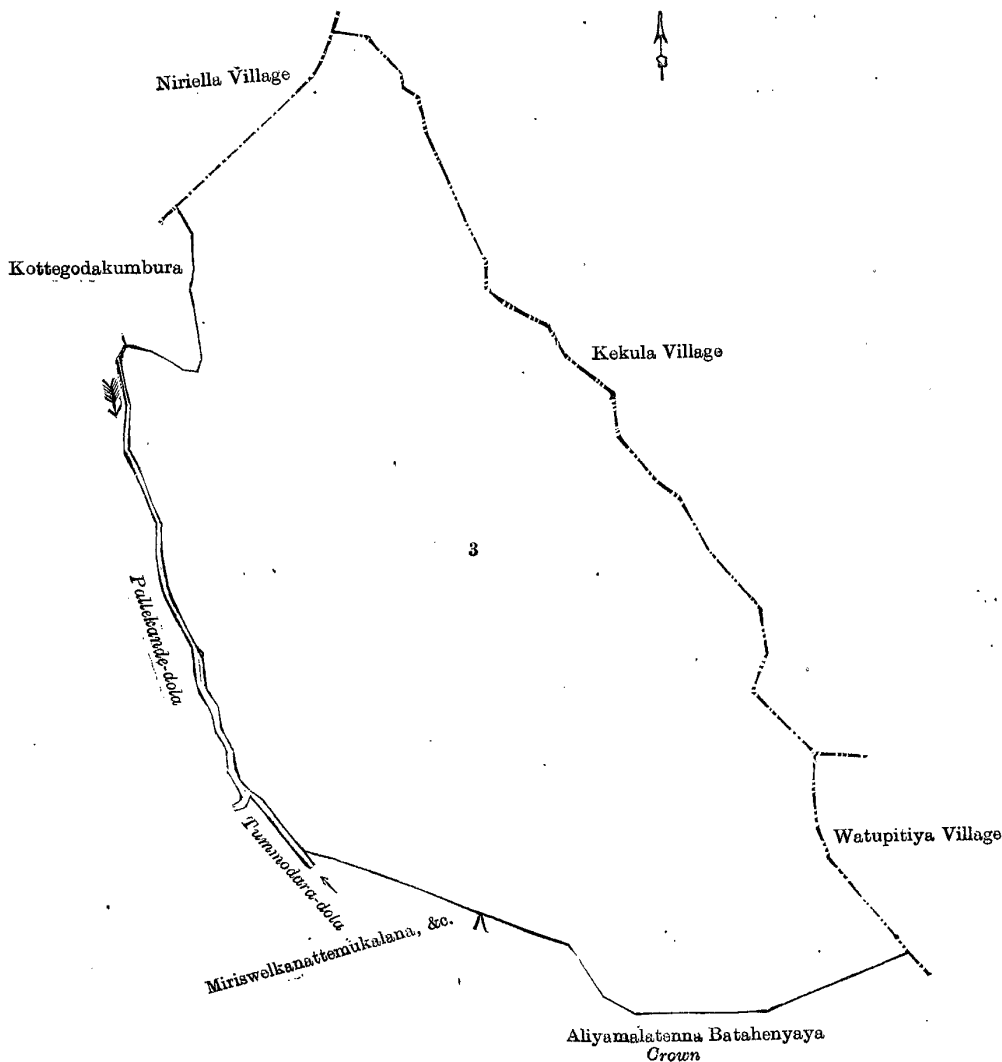 Niriella Village
Kottegodakumbura
Kekula Village
3
Pallekande-dola
Watupitiya Village
Tummodara-dola
Miriswelkanattemukalana, &c.
Aliyamalatenna Batahenyaya
Crown